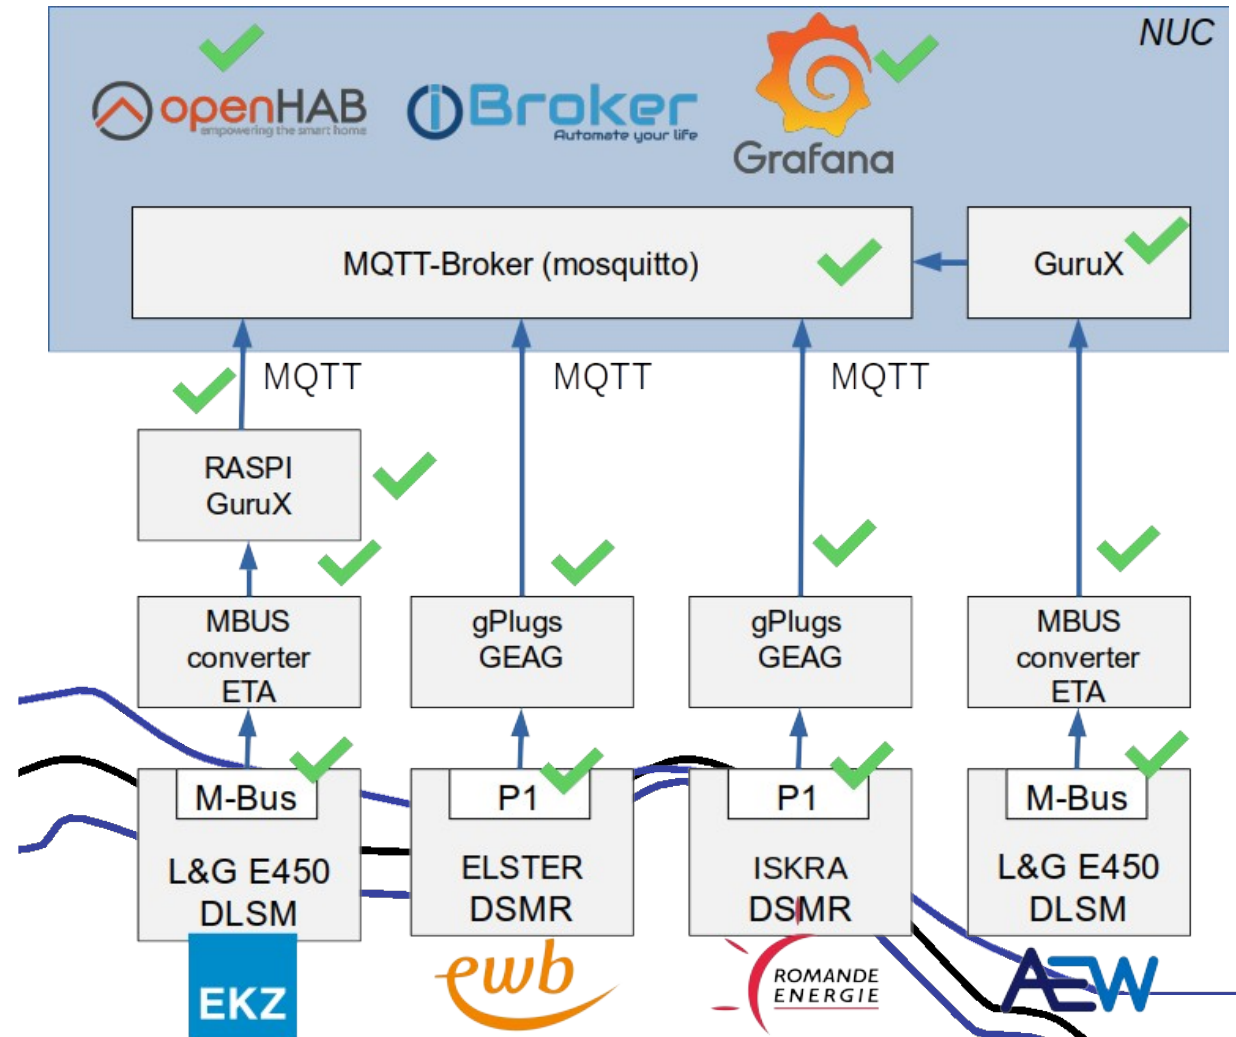 NUC
openHAB
empowering the smart home
iBroker
Automate your life
Grafana
MQTT-Broker (mosquitto)
GuruX
MQTT
MQTT
MQTT
RASPI
GuruX
MBUS
converter
ETA
gPlugs
GEAG
gPlugs
GEAG
MBUS
converter
ETA
M-Bus
P1
P1
M-Bus
L&G E450
DLSM
ELSTER
DSMR
ISKRA
DSMR
L&G E450
DLSM
EKZ
ewb
ROMANDE
ENERGIE
AEW